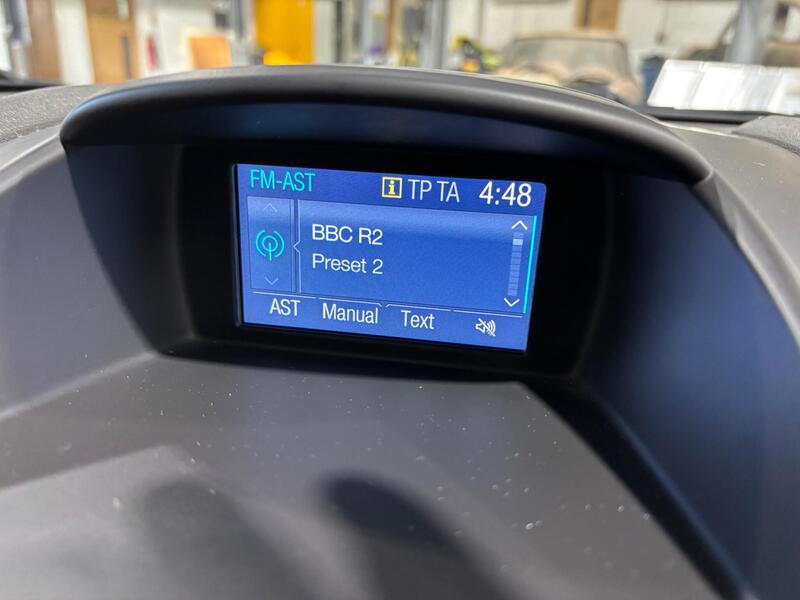 FM-AST i TP TA 4:48
BBC R2
Preset 2
AST Manual Text